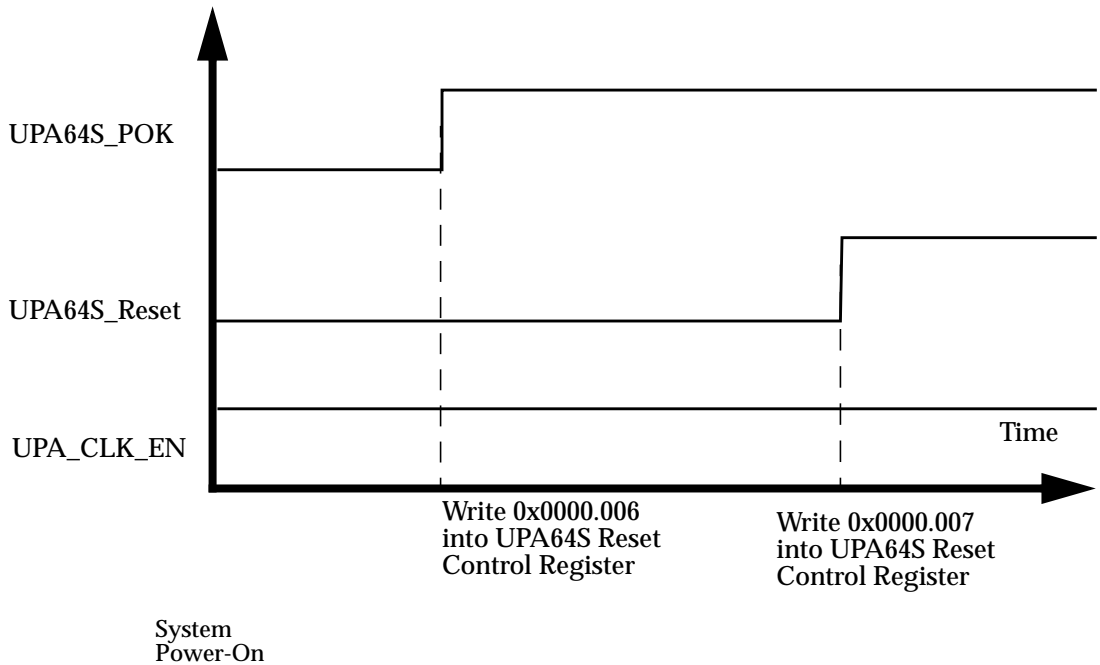 UPA64S_POK
UPA64S_Reset
UPA_CLK_EN
Time
Write 0x0000.006
into UPA64S Reset
Control Register
Write 0x0000.007
into UPA64S Reset
Control Register
System
Power-On